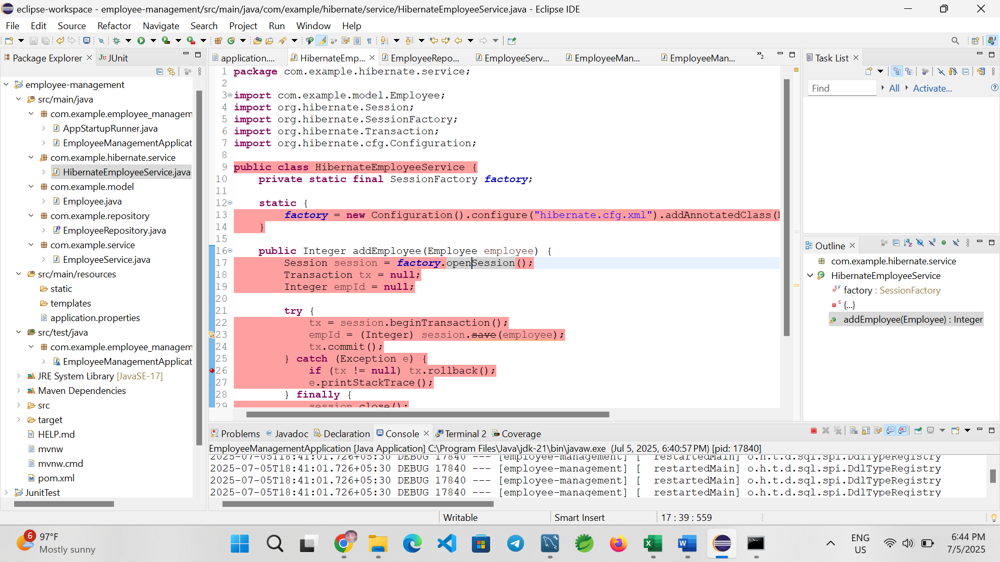 eclipse-workspace - employee-management/src/main/java/com/example/hibernate/service/HibernateEmployeeService.java - Eclipse IDE
File Edit Source Refactor Navigate Search Project Run Window Help
Package Explorer
JUnit
employee-management
src/main/java
com.example.employee_managem
AppStartupRunner.java
EmployeeManagementApplicat
com.example.hibernate.service
HibernateEmployeeService.java
com.example.model
Employee.java
com.example.repository
EmployeeRepository.java
com.example.service
EmployeeService.java
src/main/resources
static
templates
application.properties
src/test/java
com.example.employee_managem
EmployeeManagementApplicat
JRE System Library [JavaSE-17]
Maven Dependencies
src
target
HELP.md
mvnw
mvnw.cmd
pom.xml
JunitTest
application.... HibernateEmp... EmployeeRepo... EmployeeServ... EmployeeMan... EmployeeMan... »2
1 package com.example.hibernate.service;
2
3 import com.example.model.Employee;
4 import org.hibernate.Session;
5 import org.hibernate.SessionFactory;
6 import org.hibernate.Transaction;
7 import org.hibernate.cfg.Configuration;
8
9 public class HibernateEmployeeService {
10 private static final SessionFactory factory;
11
12 static {
13 factory = new Configuration().configure("hibernate.cfg.xml").addAnnotatedClass(
14 }
15
16 public Integer addEmployee(Employee employee) {
17 Session session = factory.openSession();
18 Transaction tx = null;
19 Integer empId = null;
20
21 try {
22 tx = session.beginTransaction();
23 empId = (Integer) session.save(employee);
24 tx.commit();
25 } catch (Exception e) {
26 if (tx != null) tx.rollback();
27 e.printStackTrace();
28 } finally {
29 session.close();
Task List
Find All Activate...
Outline
com.example.hibernate.service
HibernateEmployeeService
factory : SessionFactory
{...}
addEmployee(Employee) : Integer
Problems Javadoc Declaration Console Terminal 2 Coverage
EmployeeManagementApplication [Java Application] C:\Program Files\Java\jdk-21\bin\javaw.exe (Jul 5, 2025, 6:40:57 PM) [pid: 17840]
2025-07-05T18:41:01.726+05:30 DEBUG 17840 --- [employee-management] [ restartedMain] o.h.t.d.sql.spi.DdlTypeRegistry
2025-07-05T18:41:01.726+05:30 DEBUG 17840 --- [employee-management] [ restartedMain] o.h.t.d.sql.spi.DdlTypeRegistry
2025-07-05T18:41:01.726+05:30 DEBUG 17840 --- [employee-management] [ restartedMain] o.h.t.d.sql.spi.DdlTypeRegistry
2025-07-05T18:41:01.726+05:30 DEBUG 17840 --- [employee-management] [ restartedMain] o.h.t.d.sql.spi.DdlTypeRegistry
Writable Smart Insert 17 : 39 : 559
6
97°F
Mostly sunny
ENG
US
6:44 PM
7/5/2025